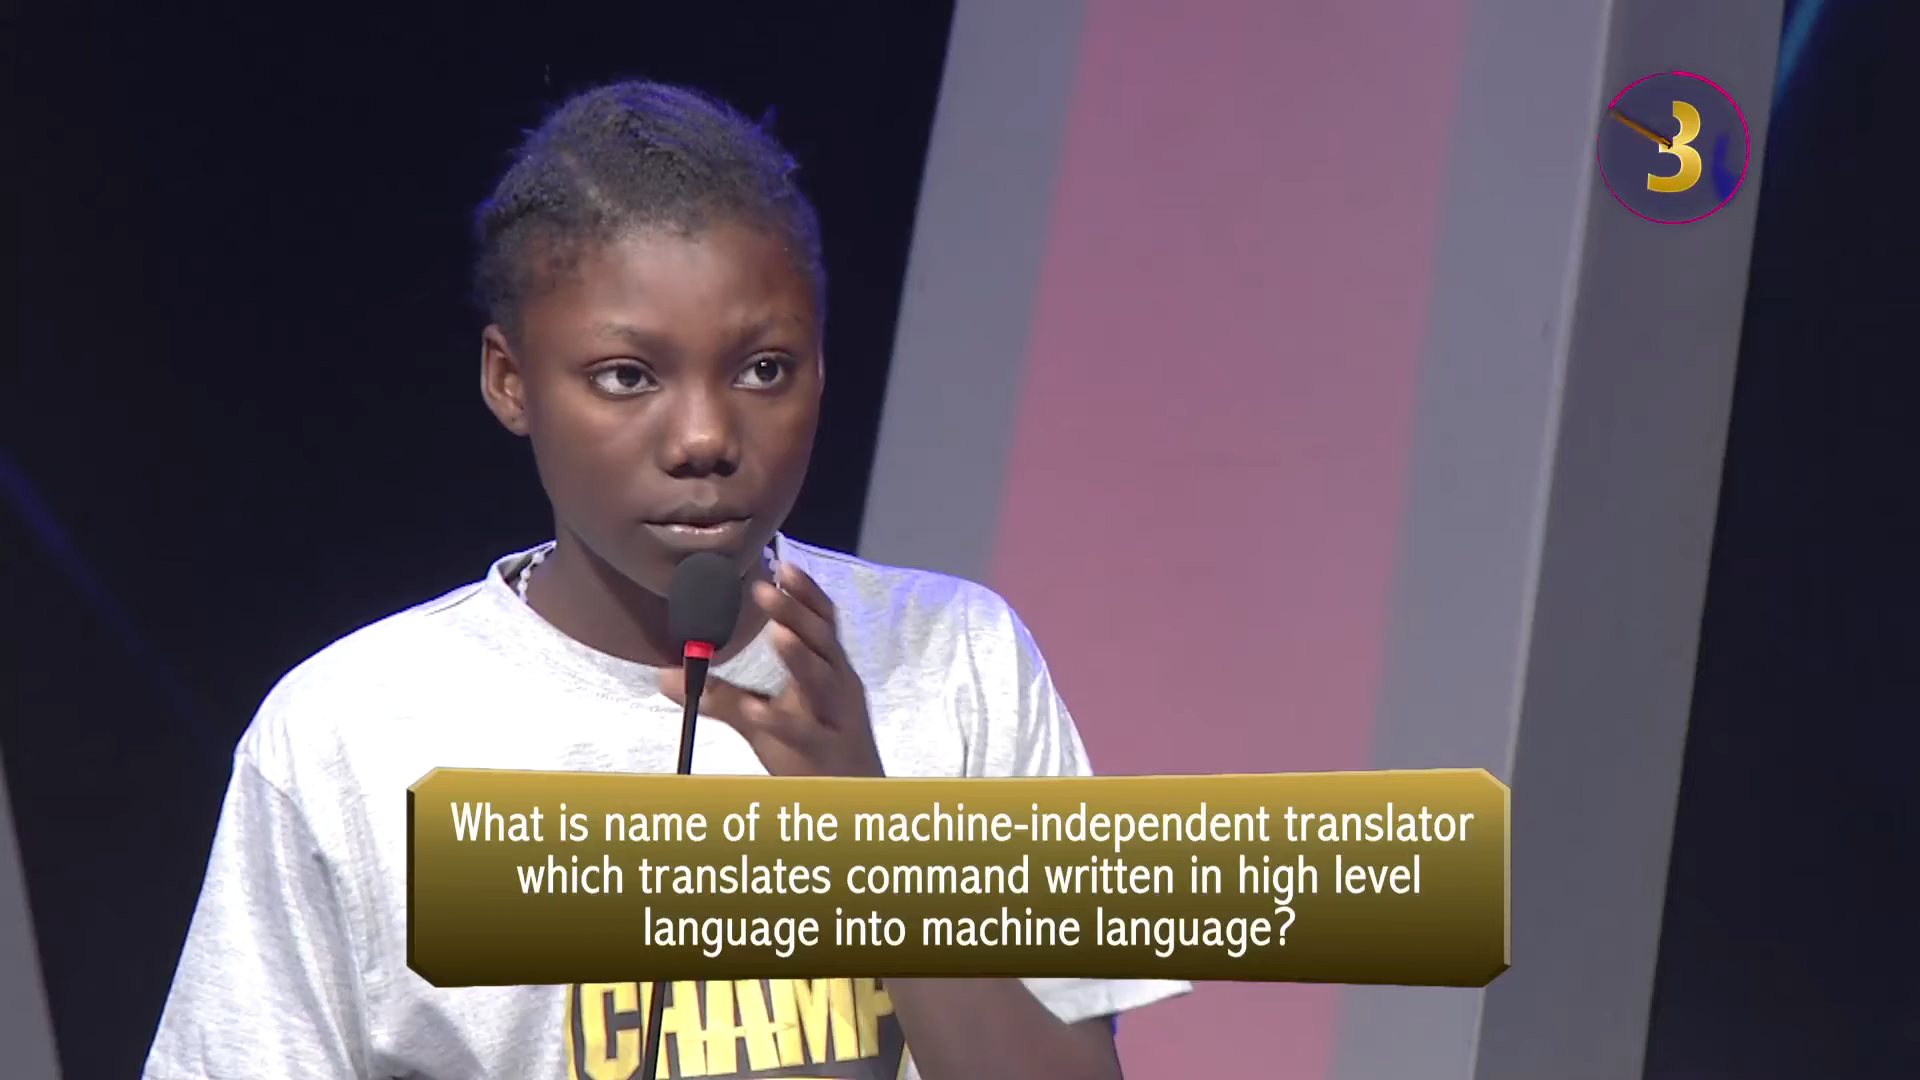 3
What is name of the machine-independent translator
which translates command written in high level
language into machine language?
CHAMP